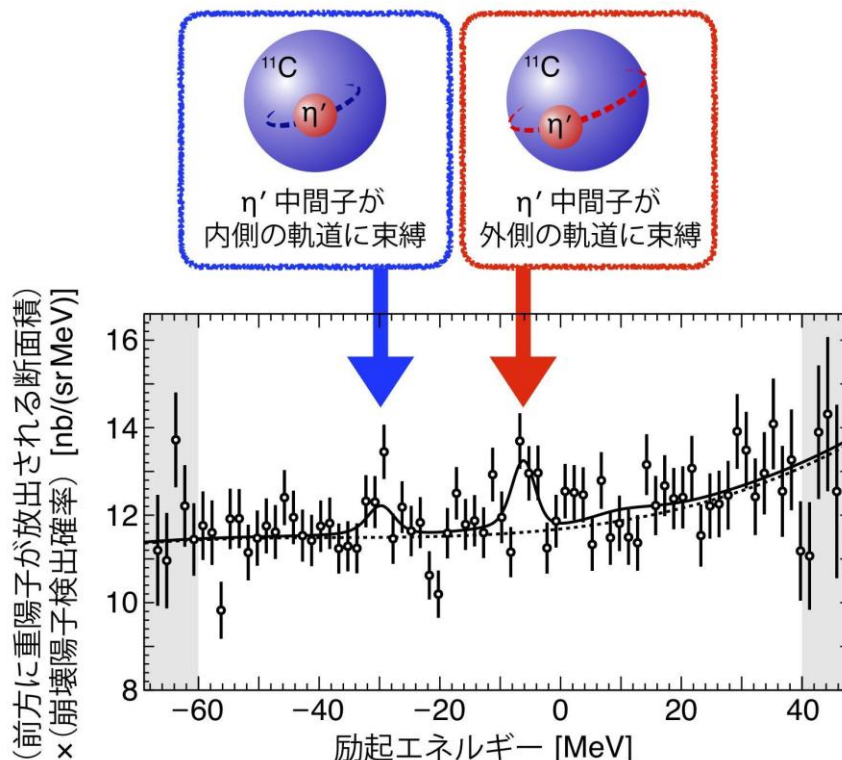 ¹¹C
η′
η′ 中間子が
内側の軌道に束縛
¹¹C
η′
η′ 中間子が
外側の軌道に束縛
(前方に重陽子が放出される断面積)
×(崩壊陽子検出確率) [nb/(sr MeV)]
16
14
12
10
8
−60 −40 −20 0 20 40
励起エネルギー [MeV]